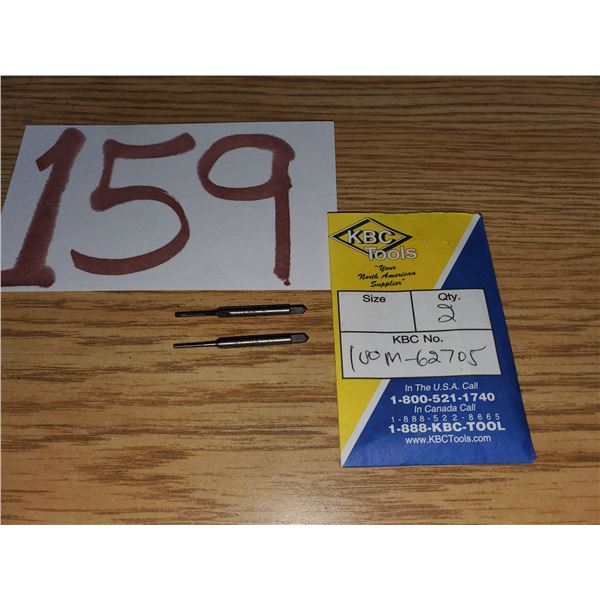 159
KBC
Tools
"Your
North American
Supplier"
Size
Qty.
2
KBC No.
100M-62705
In The U.S.A. Call
1-800-521-1740
In Canada Call
1-888-522-8665
1-888-KBC-TOOL
www.KBCTools.com